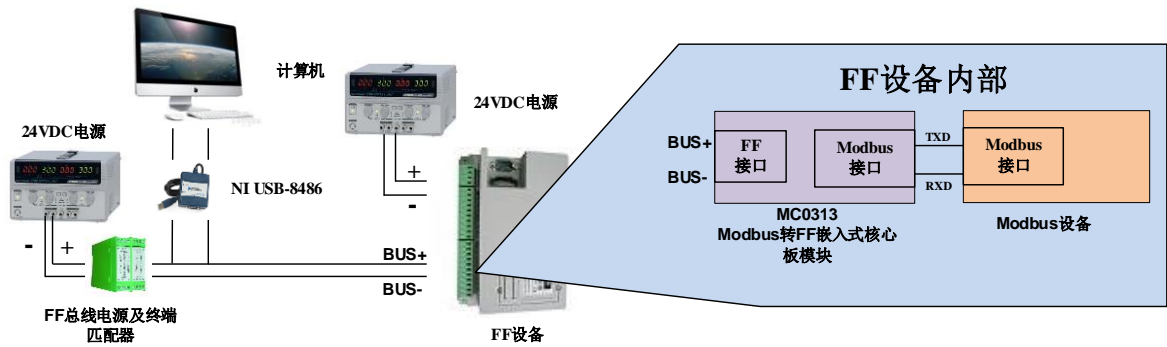 计算机
24VDC电源
24VDC电源
NI USB-8486
+
-
-
+
BUS+
BUS-
FF总线电源及终端
匹配器
FF设备
FF设备内部
BUS+
BUS-
FF
接口
Modbus
接口
TXD
RXD
Modbus
接口
MC0313
Modbus转FF嵌入式核心
板模块
Modbus设备